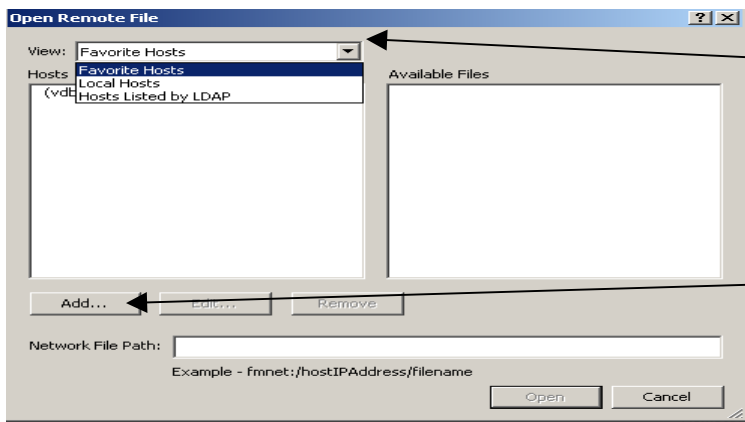 Open Remote File
View: Favorite Hosts
Favorite Hosts
Local Hosts
Hosts Listed by LDAP
Hosts
Available Files
(vdb
Add...
Edit...
Remove
Network File Path:
Example - fmnet:/hostIPAddress/filename
Open
Cancel